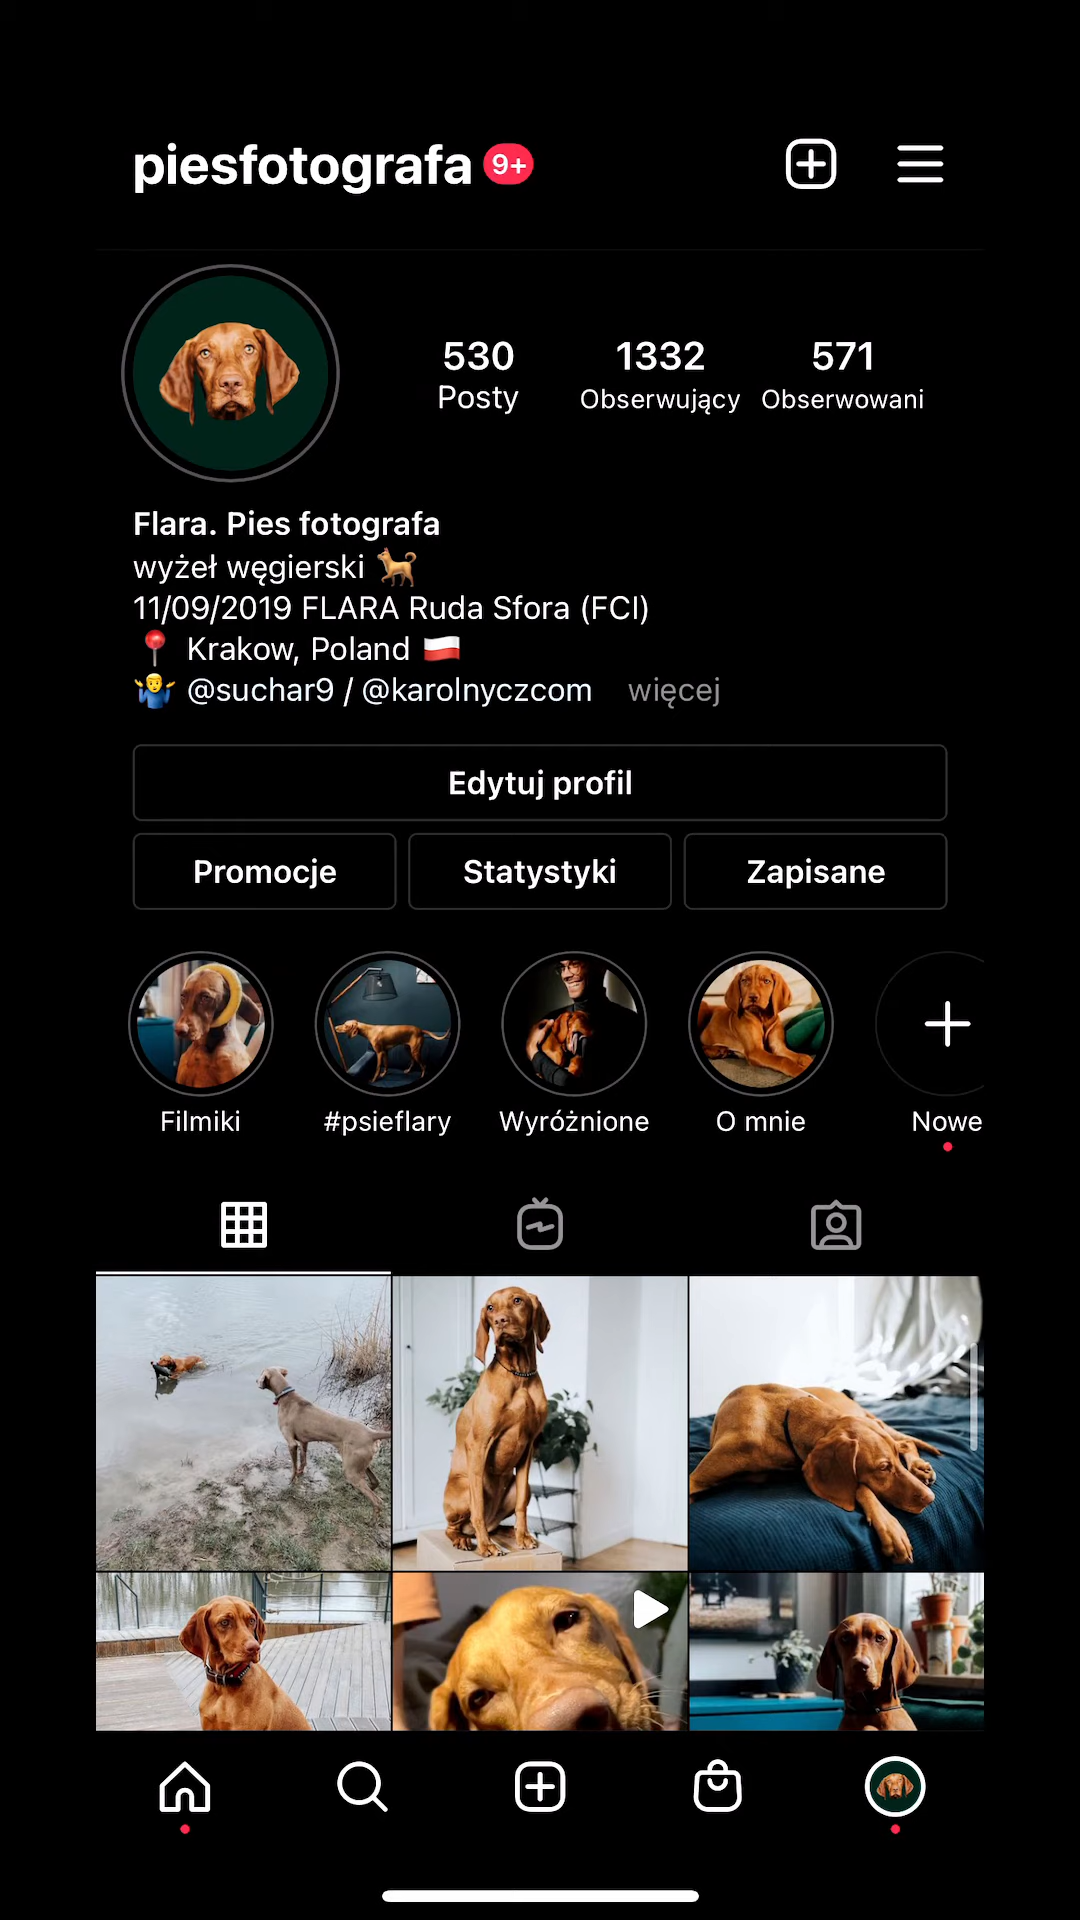 piesfotografa 9+
530 1332 571
Posty Obserwujący Obserwowani
Flara. Pies fotografa
wyżeł węgierski 🐕
11/09/2019 FLARA Ruda Sfora (FCI)
📍 Krakow, Poland 🇵🇱
🤷‍♂️ @suchar9 / @karolnyczcom więcej
Edytuj profil
Promocje Statystyki Zapisane
Filmiki #psieflary Wyróżnione O mnie Nowe